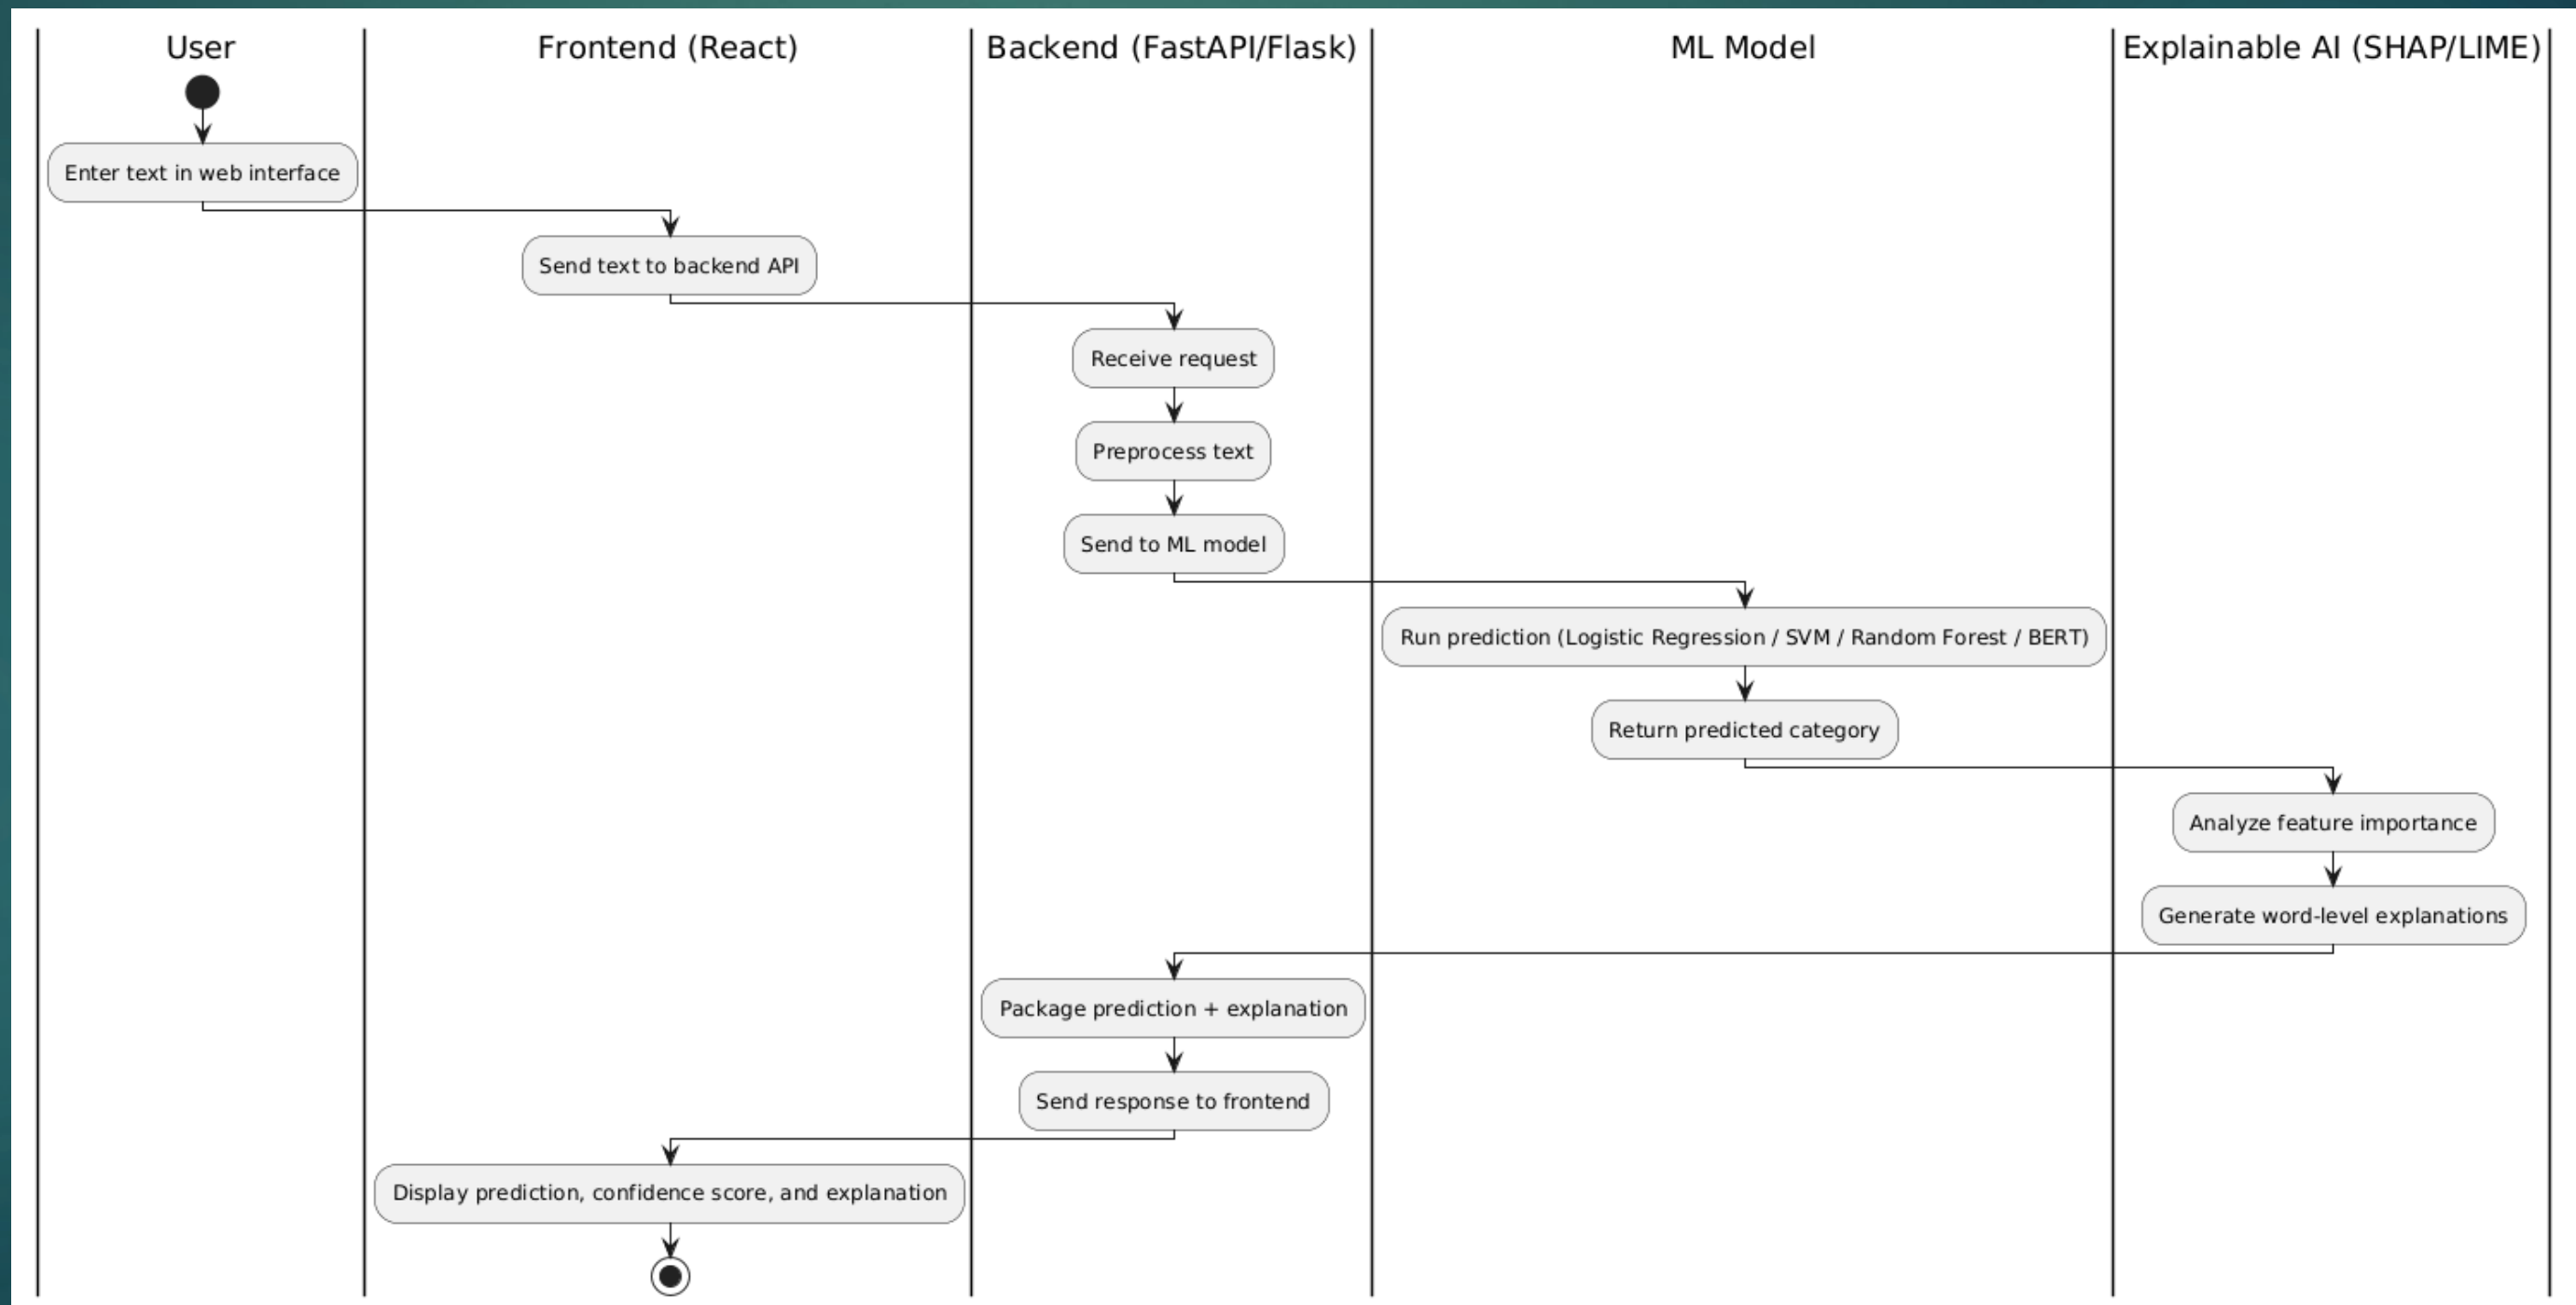 User
Frontend (React)
Backend (FastAPI/Flask)
ML Model
Explainable AI (SHAP/LIME)
Enter text in web interface
Send text to backend API
Receive request
Preprocess text
Send to ML model
Run prediction (Logistic Regression / SVM / Random Forest / BERT)
Return predicted category
Analyze feature importance
Generate word-level explanations
Package prediction + explanation
Send response to frontend
Display prediction, confidence score, and explanation